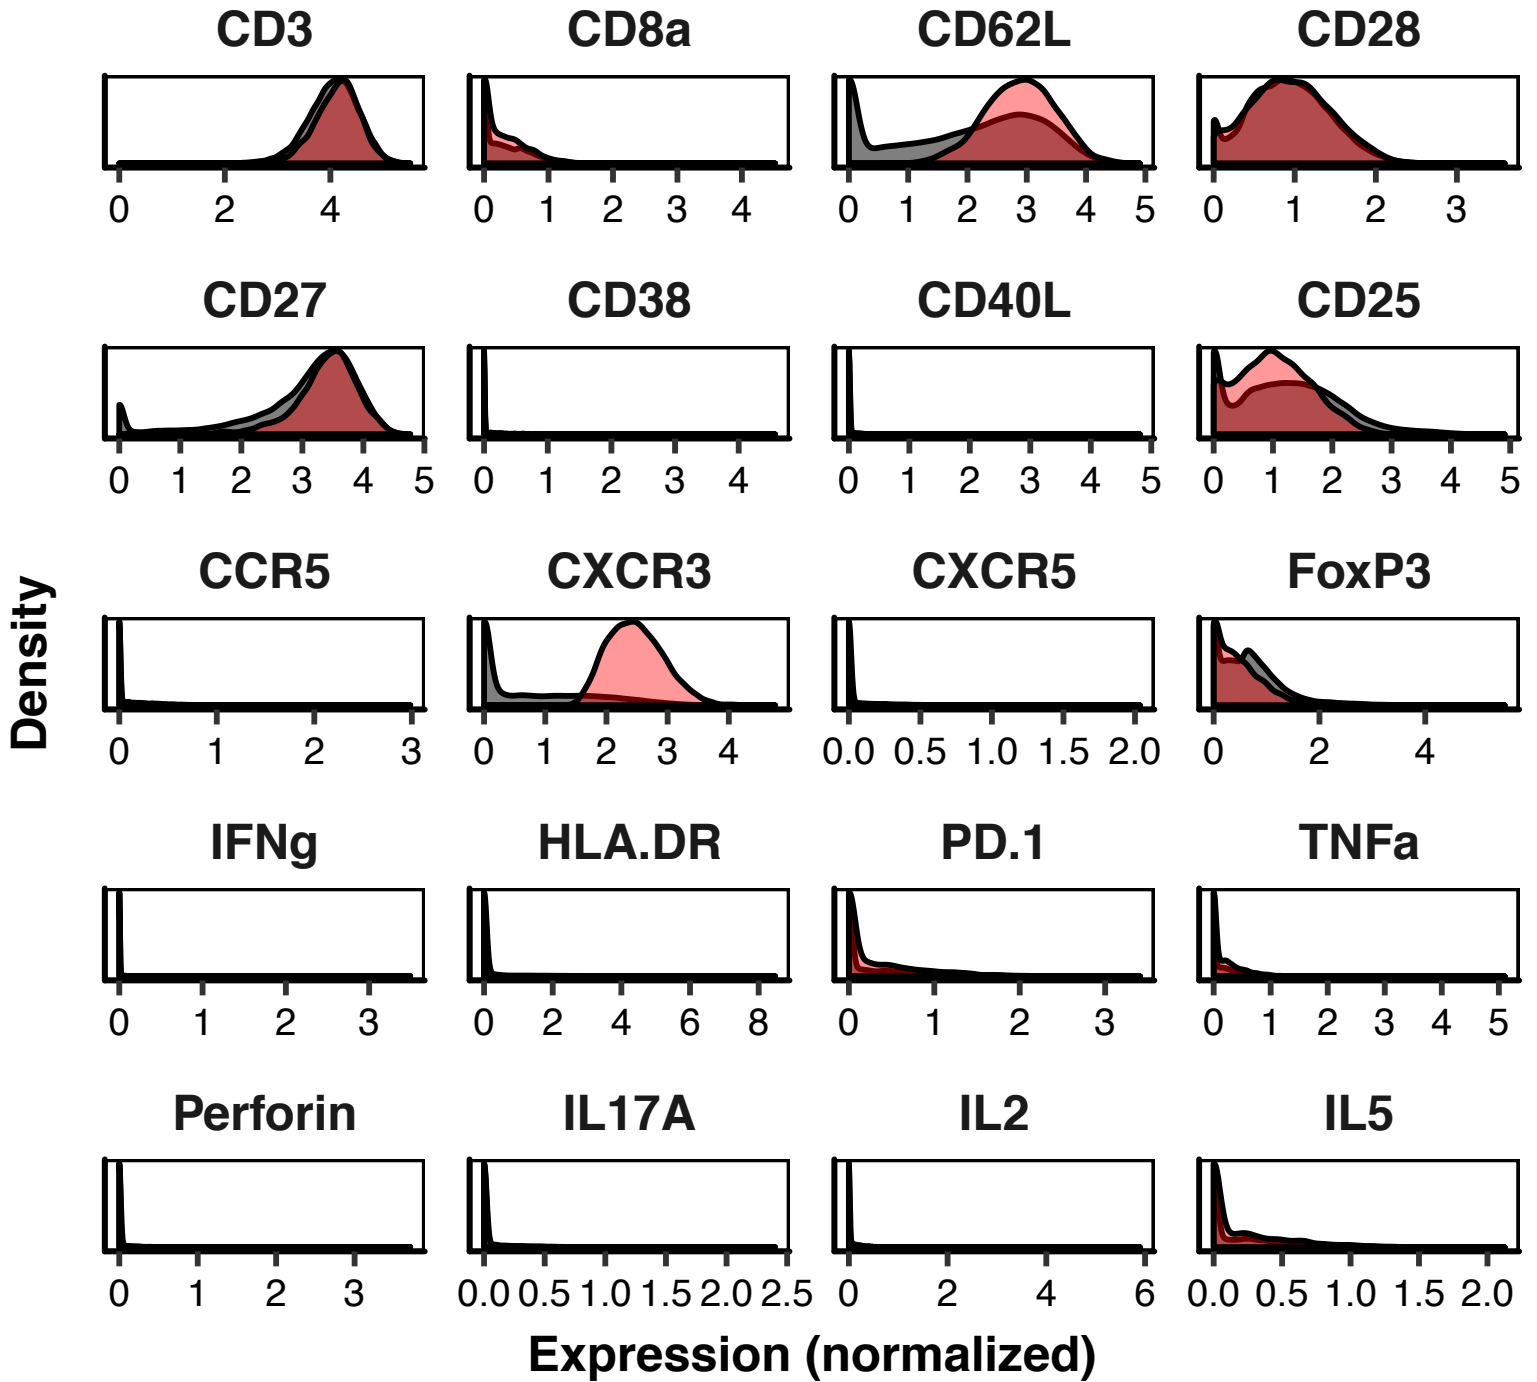 CD3 CD8a CD62L CD28
0 2 4 0 1 2 3 4 0 1 2 3 4 5 0 1 2 3
CD27 CD38 CD40L CD25
0 1 2 3 4 5 0 1 2 3 4 0 1 2 3 4 5 0 1 2 3 4 5
CCR5 CXCR3 CXCR5 FoxP3
0 1 2 3 0 1 2 3 4 0.0 0.5 1.0 1.5 2.0 0 2 4
Density
IFNg HLA.DR PD.1 TNFa
0 1 2 3 0 2 4 6 8 0 1 2 3 0 1 2 3 4 5
Perforin IL17A IL2 IL5
0 1 2 3 0.0 0.5 1.0 1.5 2.0 2.5 0 2 4 6 0.0 0.5 1.0 1.5 2.0
Expression (normalized)